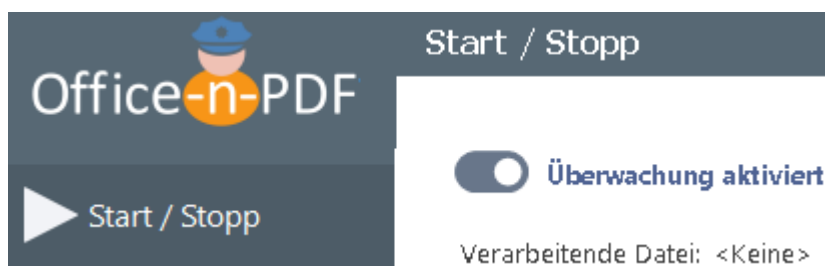 Office-n-PDF
Start / Stopp
Start / Stopp
Überwachung aktiviert
Verarbeitende Datei: <Keine>